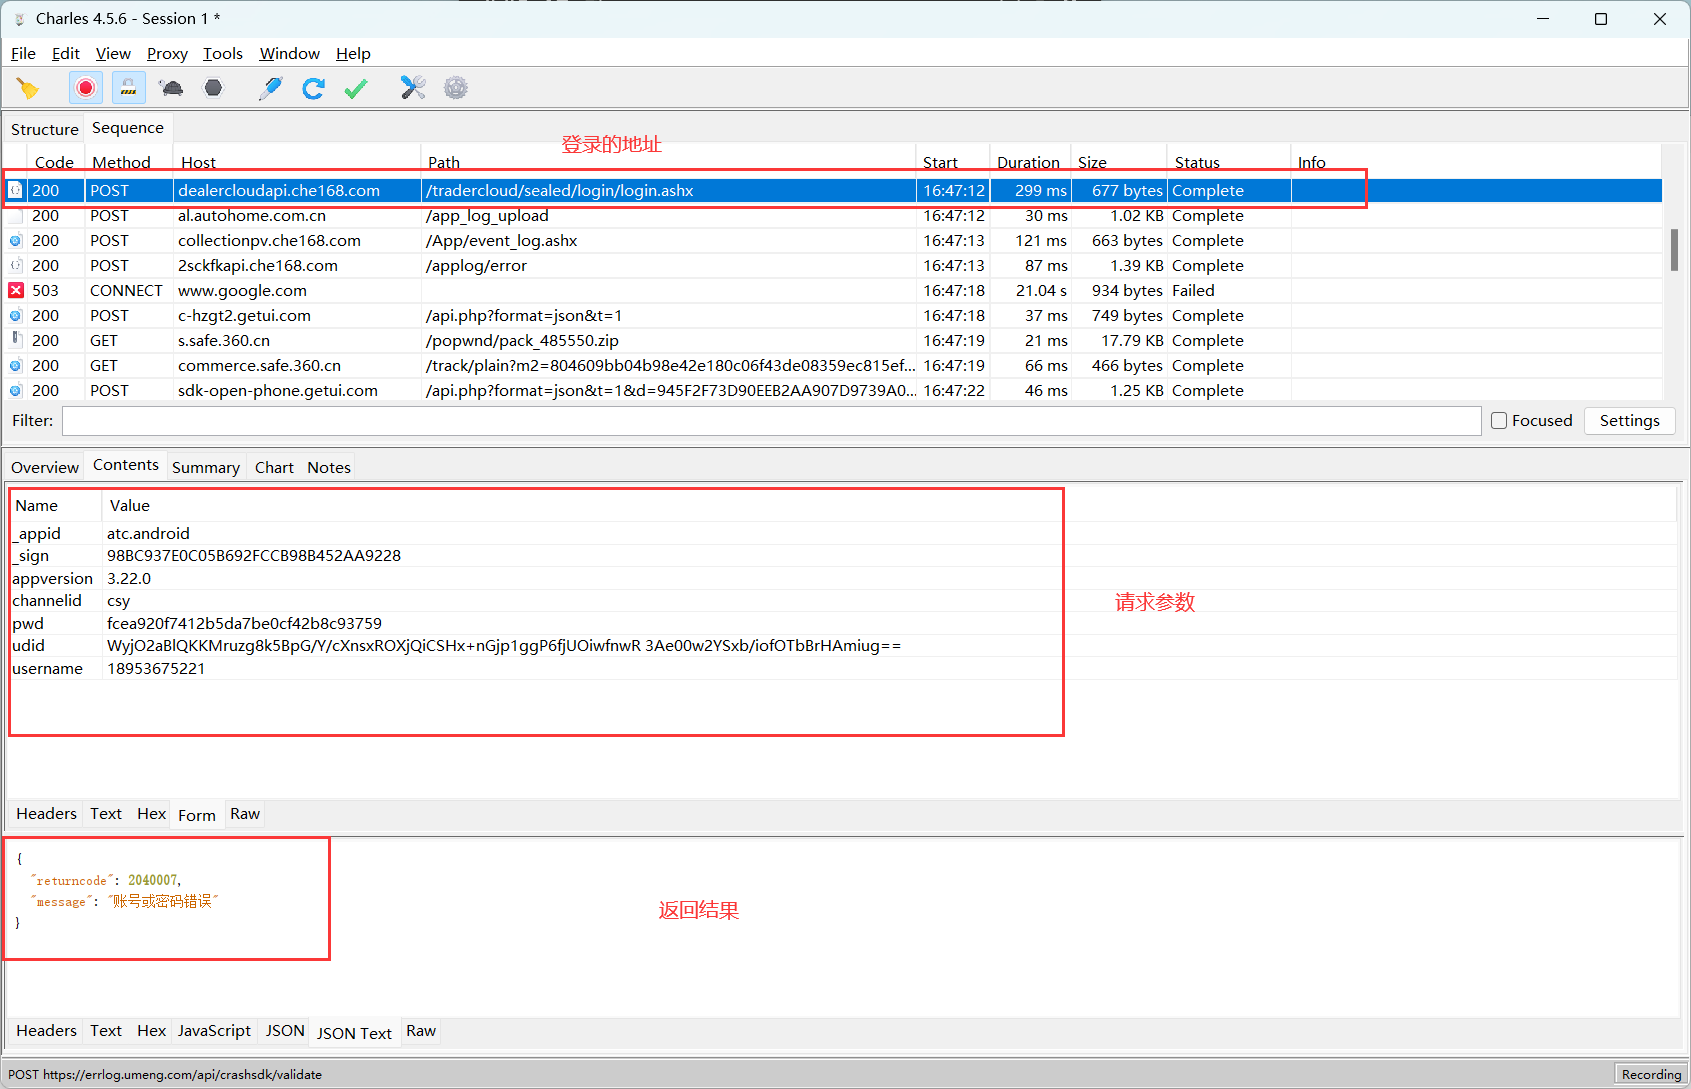 Charles 4.5.6 - Session 1 *
File Edit View Proxy Tools Window Help
Structure Sequence
登录的地址
Code Method Host Path Start Duration Size Status Info
200 POST dealercloudapi.che168.com /tradercloud/sealed/login/login.ashx 16:47:12 299 ms 677 bytes Complete
200 POST al.autohome.com.cn /app_log_upload 16:47:12 30 ms 1.02 KB Complete
200 POST collectionpv.che168.com /App/event_log.ashx 16:47:13 121 ms 663 bytes Complete
200 POST 2sckfkapi.che168.com /applog/error 16:47:13 87 ms 1.39 KB Complete
503 CONNECT www.google.com 16:47:18 21.04 s 934 bytes Failed
200 POST c-hzgt2.getui.com /api.php?format=json&t=1 16:47:18 37 ms 749 bytes Complete
200 GET s.safe.360.cn /popwnd/pack_485550.zip 16:47:19 21 ms 17.79 KB Complete
200 GET commerce.safe.360.cn /track/plain?m2=804609bb04b98e42e180c06f43de08359ec815ef... 16:47:19 66 ms 466 bytes Complete
200 POST sdk-open-phone.getui.com /api.php?format=json&t=1&d=945F2F73D90EEB2AA907D9739A0... 16:47:22 46 ms 1.25 KB Complete
Filter: Focused Settings
Overview Contents Summary Chart Notes
Name Value
_appid atc.android
_sign 98BC937E0C05B692FCCB98B452AA9228
appversion 3.22.0
channelid csy
请求参数
pwd fcea920f7412b5da7be0cf42b8c93759
udid WyjO2aBlQKKMruzg8k5BpG/Y/cXnsxROXjQiCSHx+nGjp1ggP6fjUOiwfnwR 3Ae00w2YSxb/iofOTbBrHAmiug==
username 18953675221
Headers Text Hex Form Raw
{
"returncode": 2040007,
"message": "账号或密码错误"
}
返回结果
Headers Text Hex JavaScript JSON JSON Text Raw
POST https://errlog.umeng.com/api/crashsdk/validate Recording